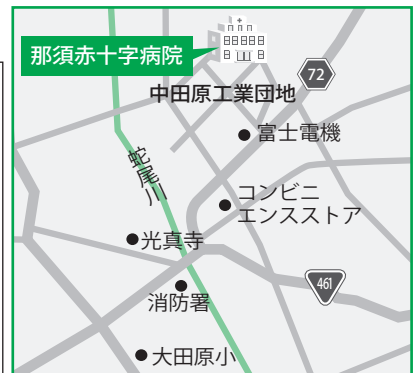 那須赤十字病院
72
中田原工業団地
富士電機
蛇尾川
コンビニ
エンスストア
光真寺
461
消防署
大田原小